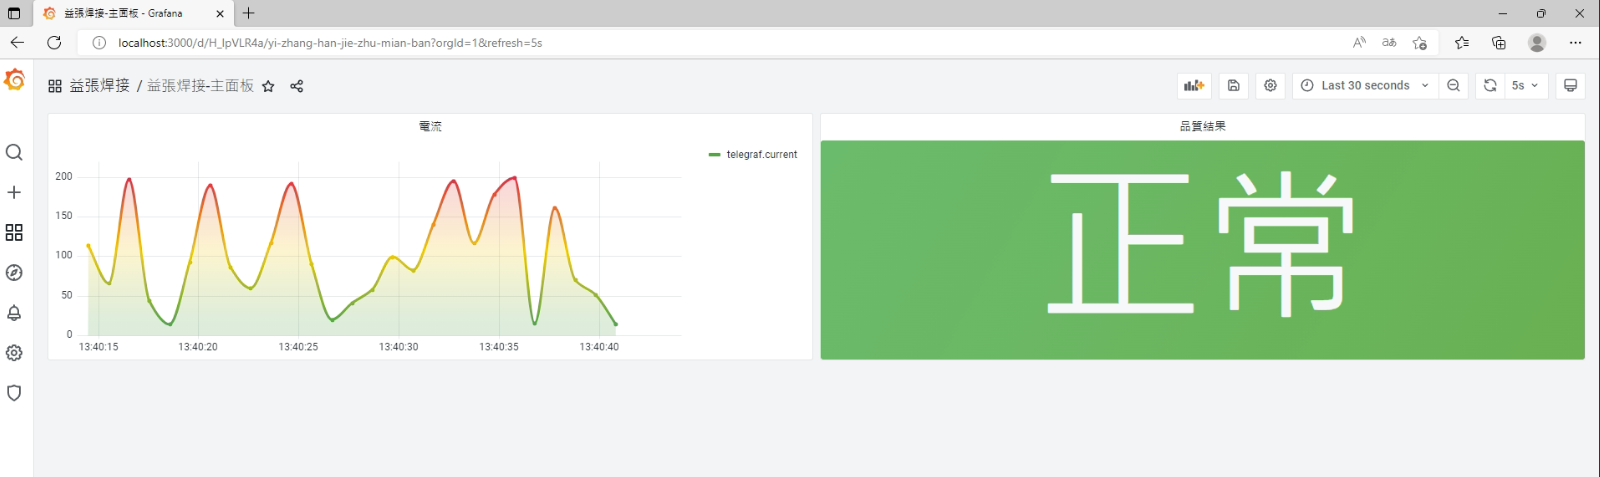 益張焊接-主面板 - Grafana
localhost:3000/d/H_lpVLR4a/yi-zhang-han-jie-zhu-mian-ban?orgId=1&refresh=5s
益張焊接 / 益張焊接-主面板
Last 30 seconds
5s
電流
telegraf.current
200
150
100
50
0
13:40:15 13:40:20 13:40:25 13:40:30 13:40:35 13:40:40
品質结果
正常